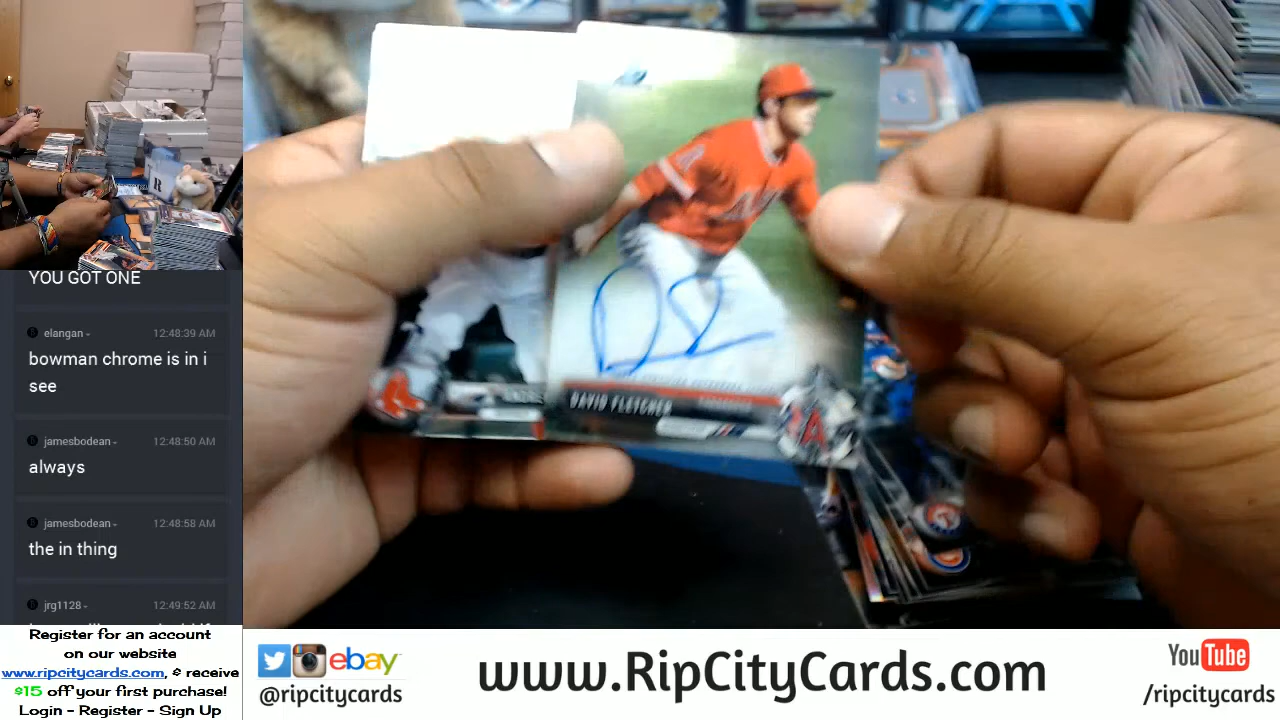 YOU GOT ONE
elangan
12:48:39 AM
bowman chrome is in i
see
jamesbodean
12:48:50 AM
always
jamesbodean
12:48:58 AM
the in thing
jrg1128
12:49:52 AM
Register for an account
on our website
www.ripcitycards.com, & receive
$15 off your first purchase!
Login - Register - Sign Up
DAVID FLETCHER
ebay
@ripcitycards
www.RipCityCards.com
YouTube
/ripcitycards